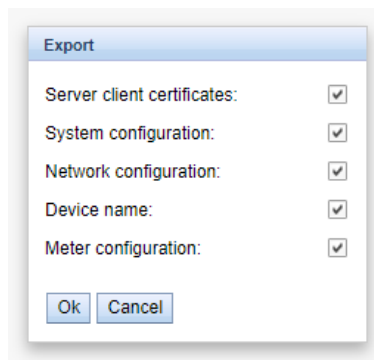 Export
Server client certificates:
System configuration:
Network configuration:
Device name:
Meter configuration:
Ok Cancel